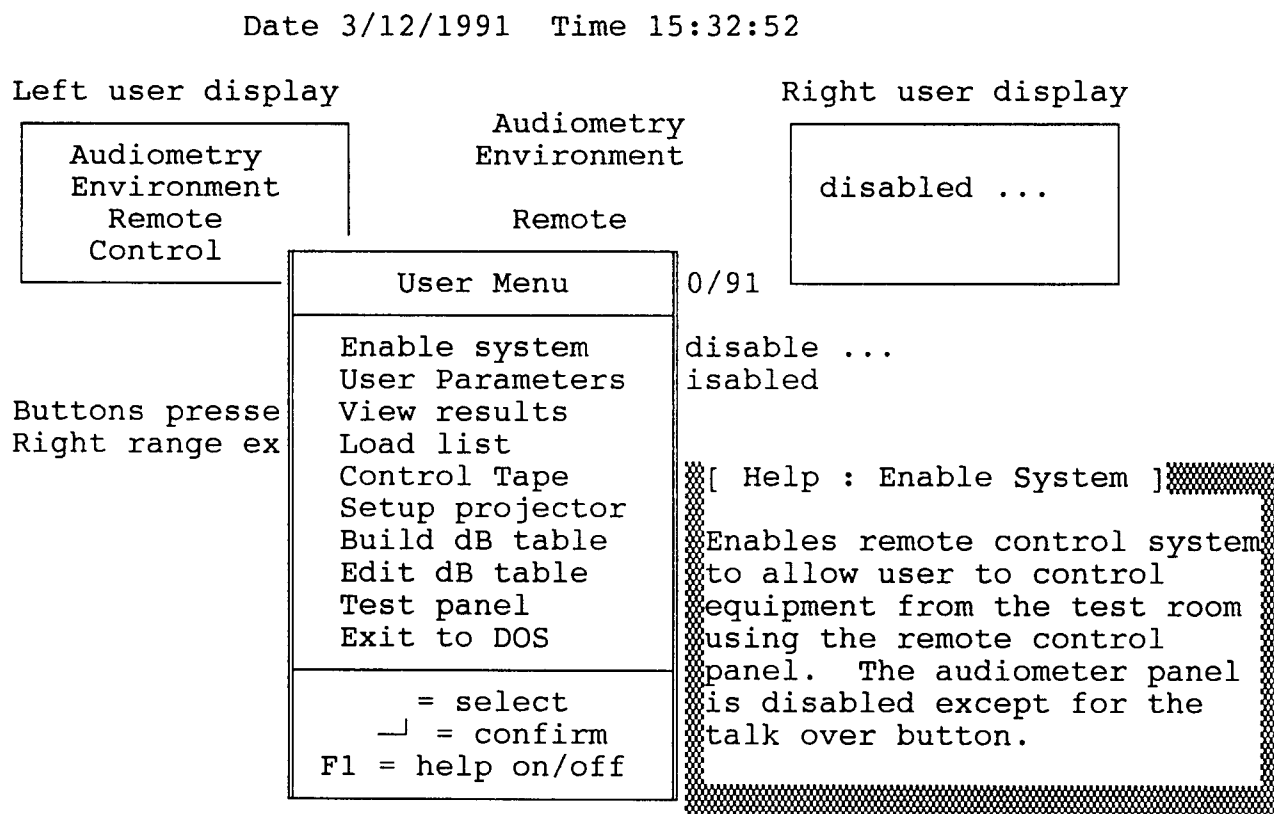 Date 3/12/1991 Time 15:32:52
Left user display
Right user display
Audiometry
Environment
Remote
Control
Audiometry
Environment
Remote
disabled ...
0/91
disable ...
isabled
Buttons presse
Right range ex
User Menu
Enable system
User Parameters
View results
Load list
Control Tape
Setup projector
Build dB table
Edit dB table
Test panel
Exit to DOS
= select
─┘ = confirm
F1 = help on/off
[ Help : Enable System ]
Enables remote control system
to allow user to control
equipment from the test room
using the remote control
panel. The audiometer panel
is disabled except for the
talk over button.